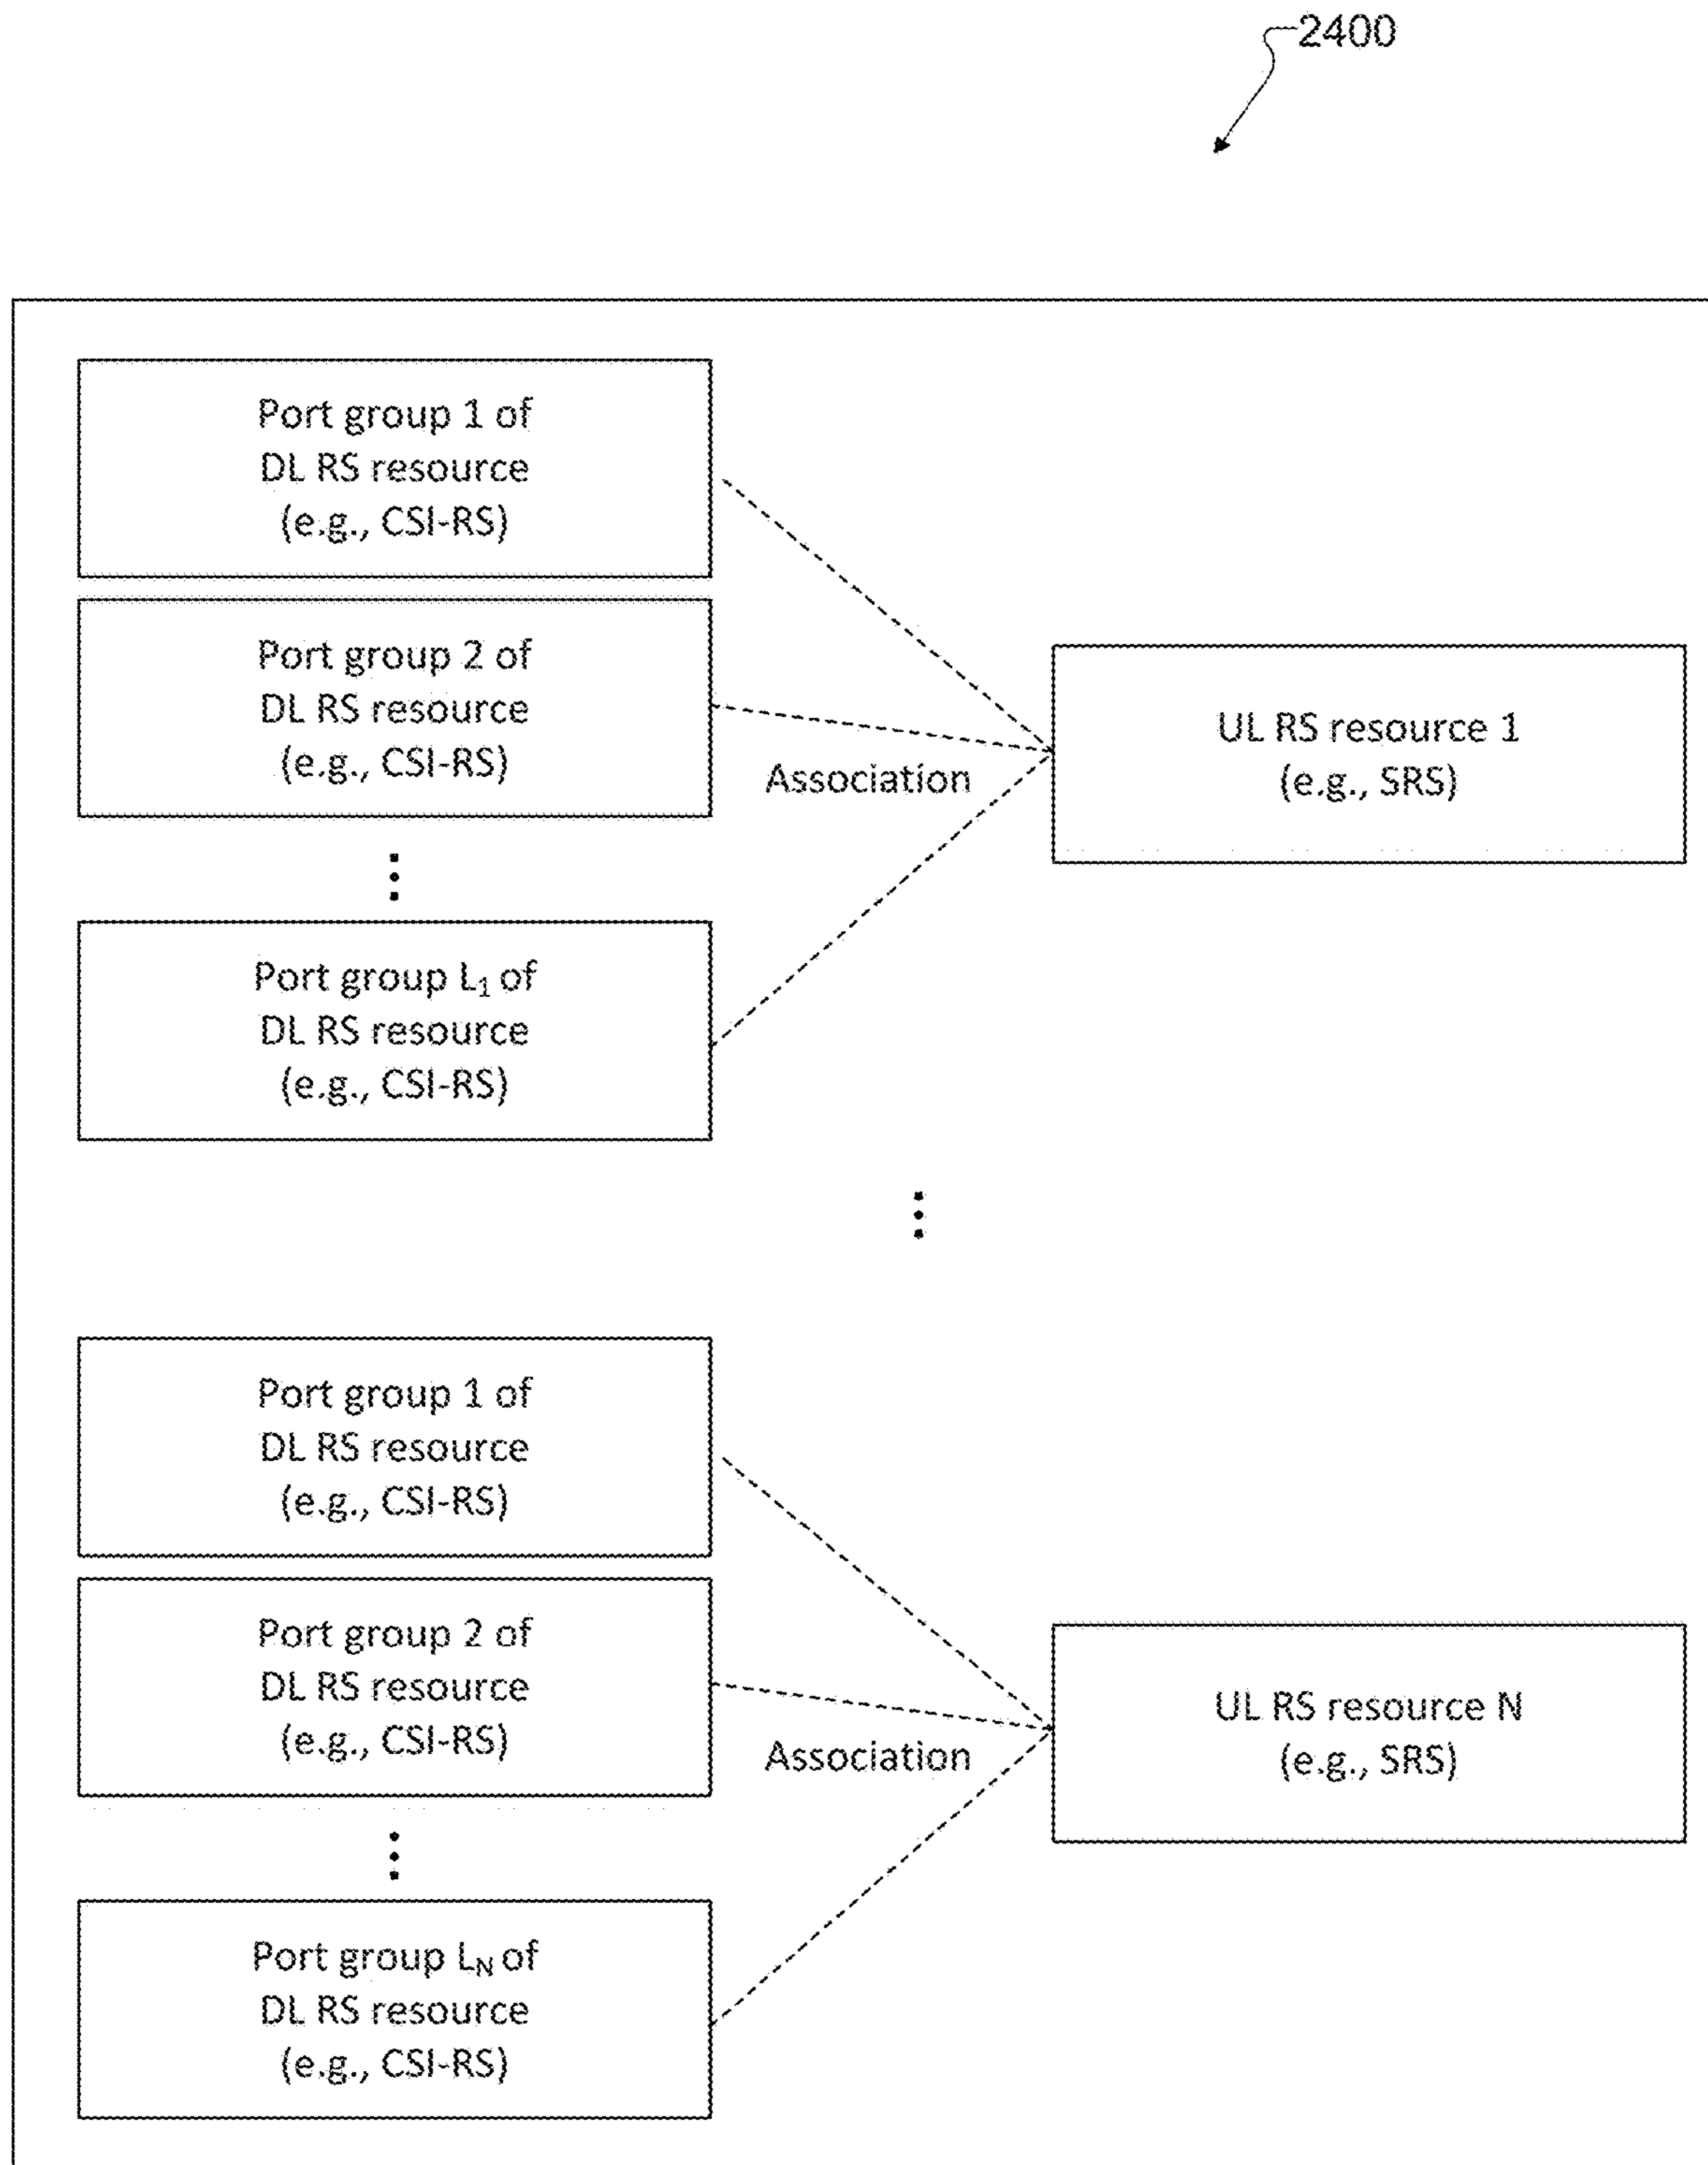 2400
Port group 1 of
DL RS resource
(e.g., CSI-RS)
Port group 2 of
DL RS resource
(e.g., CSI-RS)
Association
UL RS resource 1
(e.g., SRS)
Port group L₁ of
DL RS resource
(e.g., CSI-RS)
Port group 1 of
DL RS resource
(e.g., CSI-RS)
Port group 2 of
DL RS resource
(e.g., CSI-RS)
Association
UL RS resource N
(e.g., SRS)
Port group L_N of
DL RS resource
(e.g., CSI-RS)